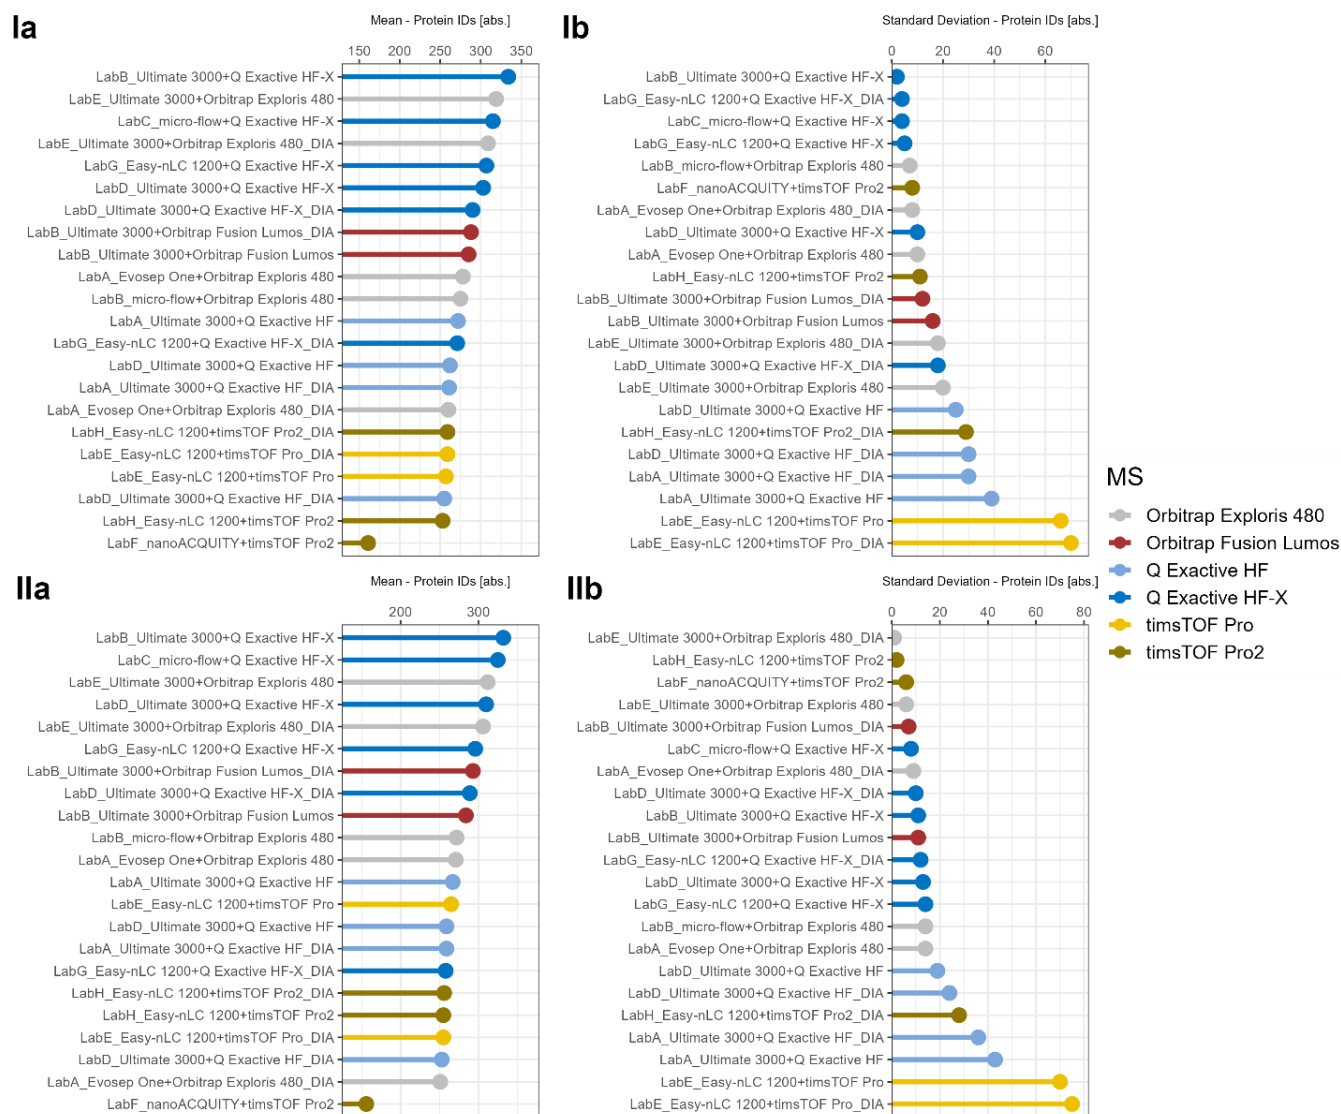 Ia
Mean - Protein IDs [abs.]
150 200 250 300 350
LabB_Ultimate 3000+Q Exactive HF-X
LabE_Ultimate 3000+Orbitrap Exploris 480
LabC_micro-flow+Q Exactive HF-X
LabE_Ultimate 3000+Orbitrap Exploris 480_DIA
LabG_Easy-nLC 1200+Q Exactive HF-X
LabD_Ultimate 3000+Q Exactive HF-X
LabD_Ultimate 3000+Q Exactive HF-X_DIA
LabB_Ultimate 3000+Orbitrap Fusion Lumos_DIA
LabB_Ultimate 3000+Orbitrap Fusion Lumos
LabA_Evosep One+Orbitrap Exploris 480
LabB_micro-flow+Orbitrap Exploris 480
LabA_Ultimate 3000+Q Exactive HF
LabG_Easy-nLC 1200+Q Exactive HF-X_DIA
LabD_Ultimate 3000+Q Exactive HF
LabA_Ultimate 3000+Q Exactive HF_DIA
LabA_Evosep One+Orbitrap Exploris 480_DIA
LabH_Easy-nLC 1200+timsTOF Pro2_DIA
LabE_Easy-nLC 1200+timsTOF Pro_DIA
LabE_Easy-nLC 1200+timsTOF Pro
LabD_Ultimate 3000+Q Exactive HF_DIA
LabH_Easy-nLC 1200+timsTOF Pro2
LabF_nanoACQUITY+timsTOF Pro2
Ib
Standard Deviation - Protein IDs [abs.]
0 20 40 60
LabB_Ultimate 3000+Q Exactive HF-X
LabG_Easy-nLC 1200+Q Exactive HF-X_DIA
LabC_micro-flow+Q Exactive HF-X
LabG_Easy-nLC 1200+Q Exactive HF-X
LabB_micro-flow+Orbitrap Exploris 480
LabF_nanoACQUITY+timsTOF Pro2
LabA_Evosep One+Orbitrap Exploris 480_DIA
LabD_Ultimate 3000+Q Exactive HF-X
LabA_Evosep One+Orbitrap Exploris 480
LabH_Easy-nLC 1200+timsTOF Pro2
LabB_Ultimate 3000+Orbitrap Fusion Lumos_DIA
LabB_Ultimate 3000+Orbitrap Fusion Lumos
LabE_Ultimate 3000+Orbitrap Exploris 480_DIA
LabD_Ultimate 3000+Q Exactive HF-X_DIA
LabE_Ultimate 3000+Orbitrap Exploris 480
LabD_Ultimate 3000+Q Exactive HF
LabH_Easy-nLC 1200+timsTOF Pro2_DIA
LabD_Ultimate 3000+Q Exactive HF_DIA
LabA_Ultimate 3000+Q Exactive HF_DIA
LabA_Ultimate 3000+Q Exactive HF
LabE_Easy-nLC 1200+timsTOF Pro
LabE_Easy-nLC 1200+timsTOF Pro_DIA
IIa
Mean - Protein IDs [abs.]
200 300
LabB_Ultimate 3000+Q Exactive HF-X
LabC_micro-flow+Q Exactive HF-X
LabE_Ultimate 3000+Orbitrap Exploris 480
LabD_Ultimate 3000+Q Exactive HF-X
LabE_Ultimate 3000+Orbitrap Exploris 480_DIA
LabG_Easy-nLC 1200+Q Exactive HF-X
LabB_Ultimate 3000+Orbitrap Fusion Lumos_DIA
LabD_Ultimate 3000+Q Exactive HF-X_DIA
LabB_Ultimate 3000+Orbitrap Fusion Lumos
LabB_micro-flow+Orbitrap Exploris 480
LabA_Evosep One+Orbitrap Exploris 480
LabA_Ultimate 3000+Q Exactive HF
LabE_Easy-nLC 1200+timsTOF Pro
LabD_Ultimate 3000+Q Exactive HF
LabA_Ultimate 3000+Q Exactive HF_DIA
LabG_Easy-nLC 1200+Q Exactive HF-X_DIA
LabH_Easy-nLC 1200+timsTOF Pro2_DIA
LabH_Easy-nLC 1200+timsTOF Pro2
LabE_Easy-nLC 1200+timsTOF Pro_DIA
LabD_Ultimate 3000+Q Exactive HF_DIA
LabA_Evosep One+Orbitrap Exploris 480_DIA
LabF_nanoACQUITY+timsTOF Pro2
IIb
Standard Deviation - Protein IDs [abs.]
0 20 40 60 80
LabE_Ultimate 3000+Orbitrap Exploris 480_DIA
LabH_Easy-nLC 1200+timsTOF Pro2
LabF_nanoACQUITY+timsTOF Pro2
LabE_Ultimate 3000+Orbitrap Exploris 480
LabB_Ultimate 3000+Orbitrap Fusion Lumos_DIA
LabC_micro-flow+Q Exactive HF-X
LabA_Evosep One+Orbitrap Exploris 480_DIA
LabD_Ultimate 3000+Q Exactive HF-X_DIA
LabB_Ultimate 3000+Q Exactive HF-X
LabB_Ultimate 3000+Orbitrap Fusion Lumos
LabG_Easy-nLC 1200+Q Exactive HF-X_DIA
LabD_Ultimate 3000+Q Exactive HF-X
LabG_Easy-nLC 1200+Q Exactive HF-X
LabB_micro-flow+Orbitrap Exploris 480
LabA_Evosep One+Orbitrap Exploris 480
LabD_Ultimate 3000+Q Exactive HF
LabD_Ultimate 3000+Q Exactive HF_DIA
LabH_Easy-nLC 1200+timsTOF Pro2_DIA
LabA_Ultimate 3000+Q Exactive HF_DIA
LabA_Ultimate 3000+Q Exactive HF
LabE_Easy-nLC 1200+timsTOF Pro
LabE_Easy-nLC 1200+timsTOF Pro_DIA
MS
Orbitrap Exploris 480
Orbitrap Fusion Lumos
Q Exactive HF
Q Exactive HF-X
timsTOF Pro
timsTOF Pro2